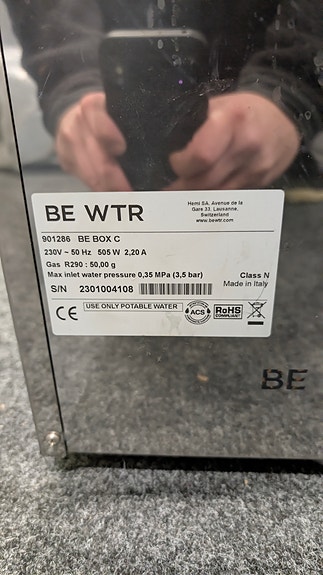 BE WTR
Hemi SA, Avenue de la
Gare 33, Lausanne,
Switzerland
www.bewtr.com
901286 BE BOX C
230V ~ 50 Hz 505 W 2,20 A
Gas R290 : 50,00 g
Max inlet water pressure 0,35 MPa (3,5 bar)
Class N
Made in Italy
S/N 2301004108
CE
USE ONLY POTABLE WATER
ACS
RoHS
COMPLIANT
BE